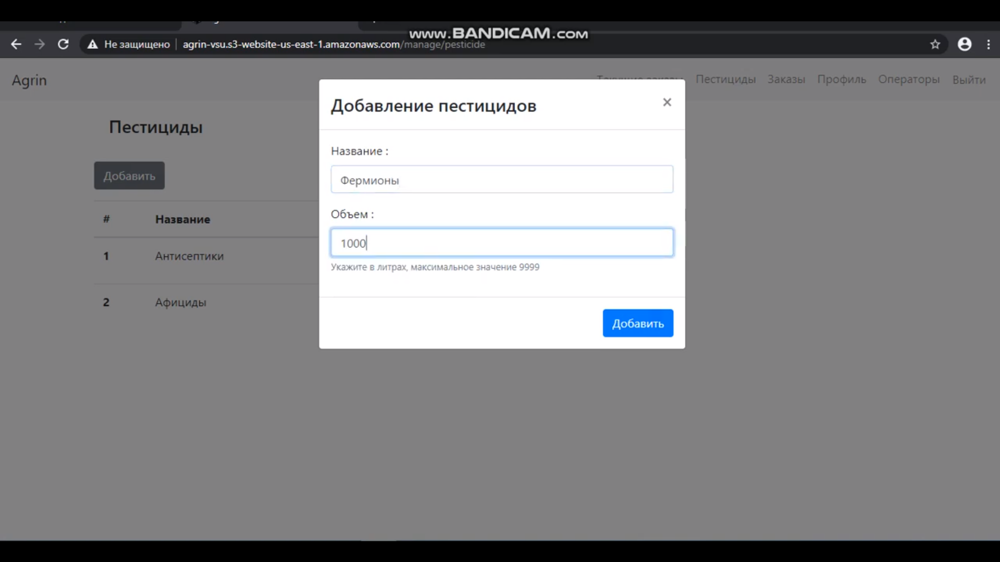 www.BANDICAM.com
Не защищено
agrin-vsu.s3-website-us-east-1.amazonaws.com/manage/pesticide
Agrin
Пестициды
Заказы
Профиль
Операторы
Выйти
Пестициды
Добавить
# Название
1 Антисептики
2 Афициды
Добавление пестицидов
×
Название :
Фермионы
Объем :
1000
Укажите в литрах, максимальное значение 9999
Добавить